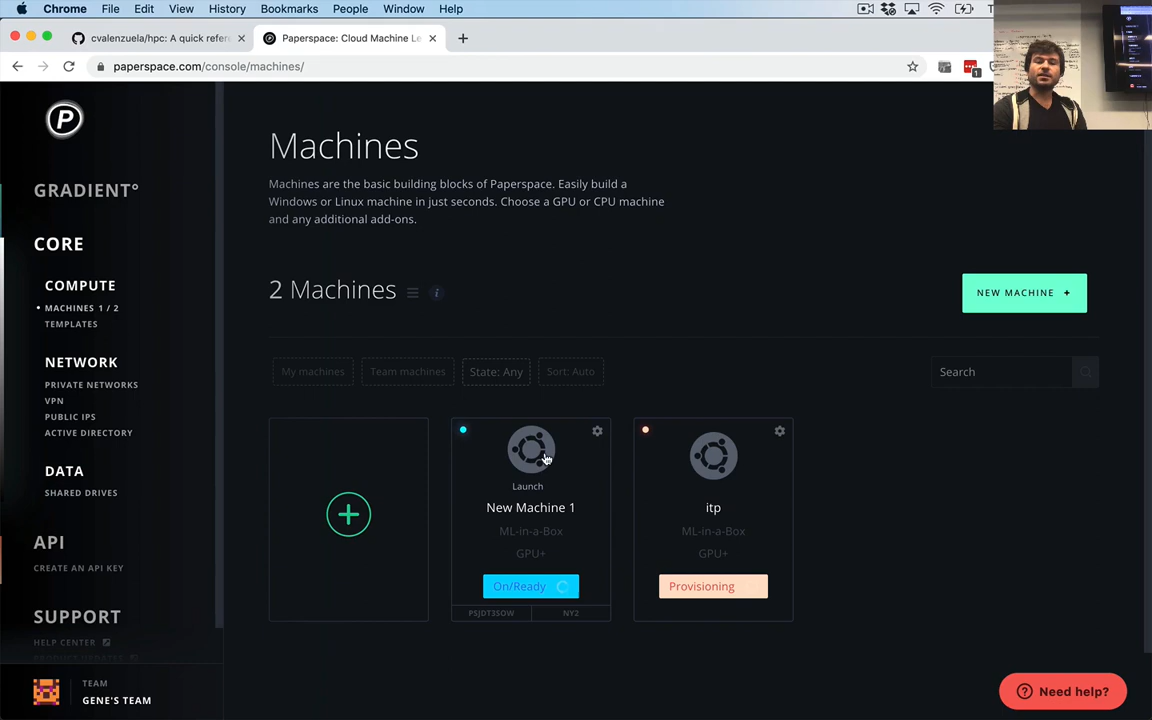 Chrome File Edit View History Bookmarks People Window Help
cvalenzuela/hpc: A quick refer
Paperspace: Cloud Machine Le
paperspace.com/console/machines/
1
P
GRADIENT°
CORE
COMPUTE
MACHINES 1 / 2
TEMPLATES
NETWORK
PRIVATE NETWORKS
VPN
PUBLIC IPS
ACTIVE DIRECTORY
DATA
SHARED DRIVES
API
CREATE AN API KEY
SUPPORT
HELP CENTER
PRODUCT UPDATES
TEAM
GENE'S TEAM
Machines
Machines are the basic building blocks of Paperspace. Easily build a
Windows or Linux machine in just seconds. Choose a GPU or CPU machine
and any additional add-ons.
2 Machines i
NEW MACHINE +
My machines Team machines State: Any Sort: Auto
Search
Launch
New Machine 1
ML-in-a-Box
GPU+
On/Ready
PSJDT3SOW NY2
itp
ML-in-a-Box
GPU+
Provisioning
Need help?